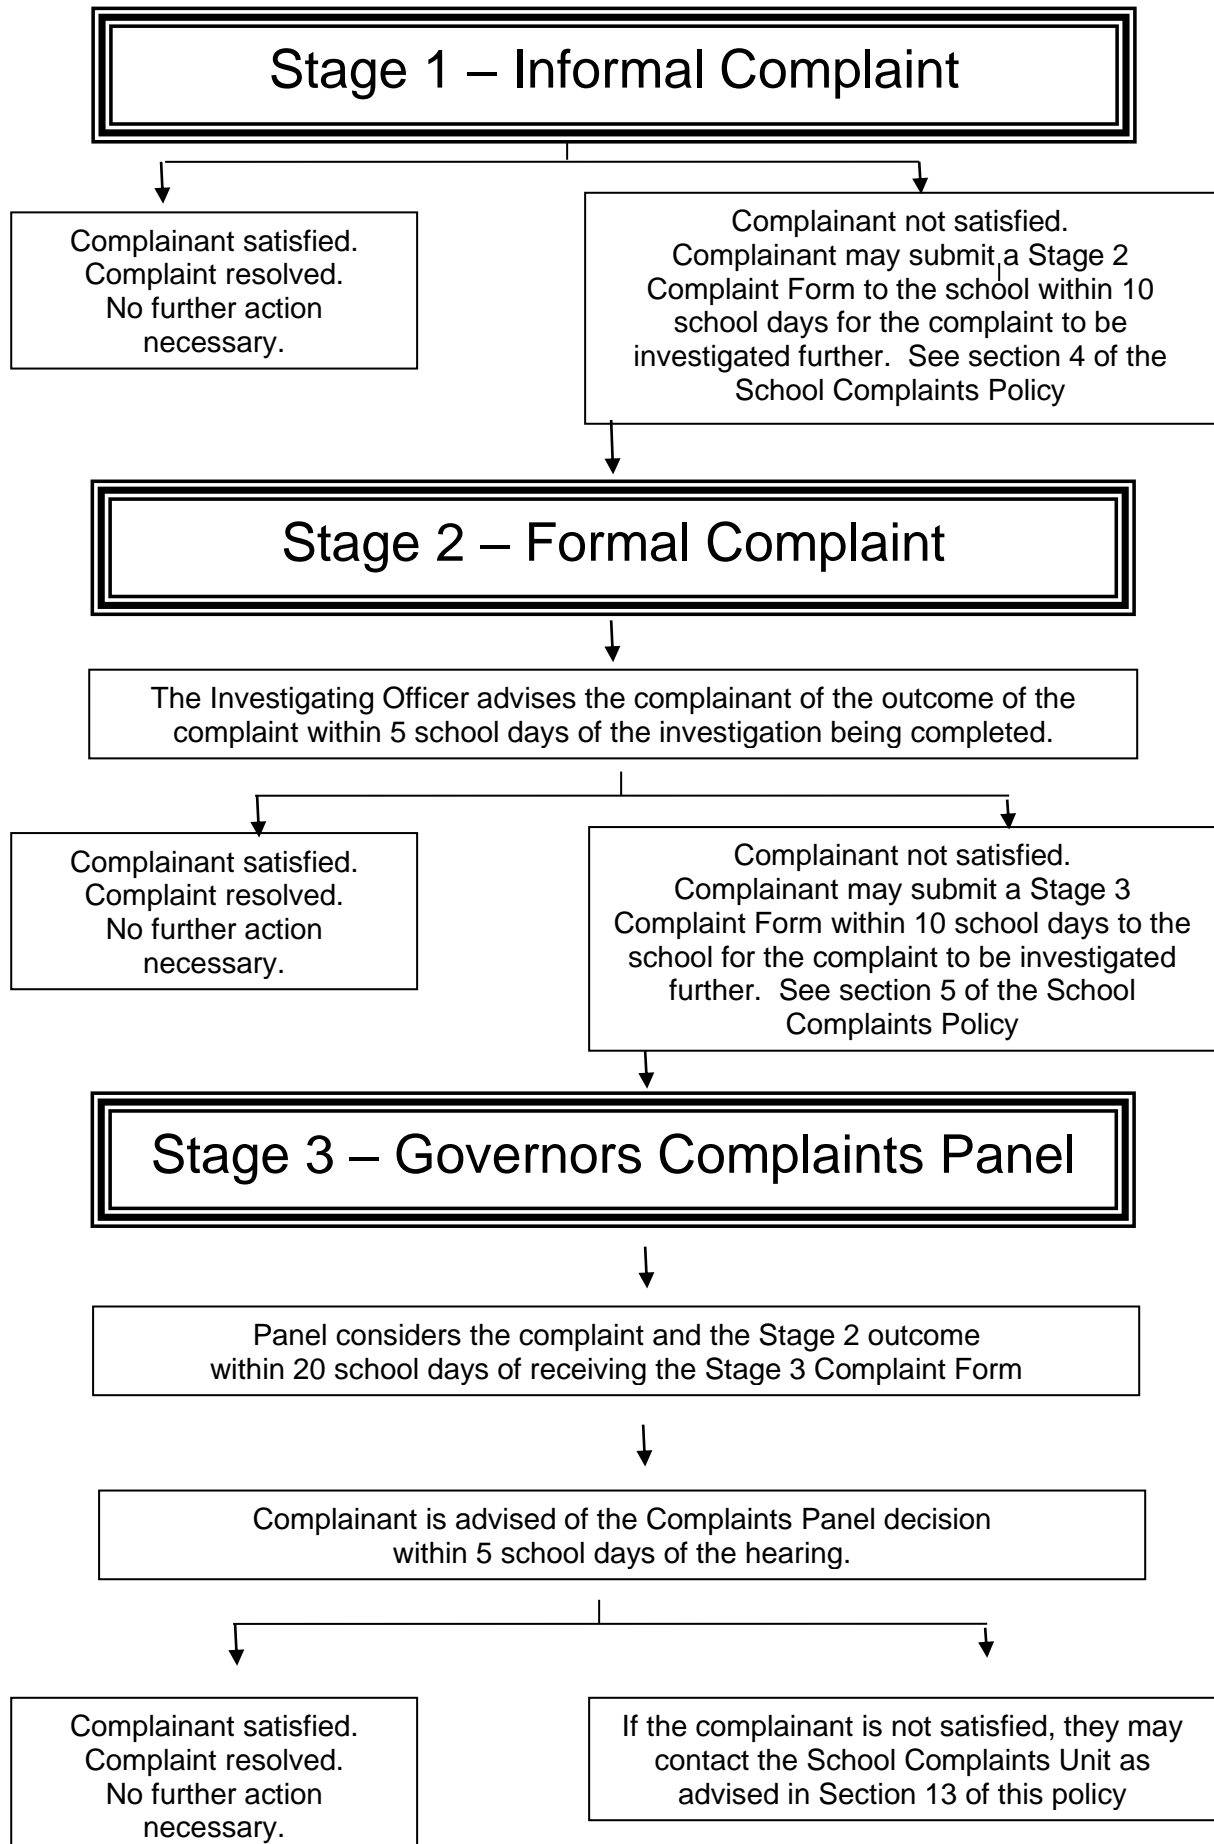 Stage 1 – Informal Complaint
Complainant satisfied.
Complaint resolved.
No further action
necessary.
Complainant not satisfied.
Complainant may submit a Stage 2
Complaint Form to the school within 10
school days for the complaint to be
investigated further.  See section 4 of the
School Complaints Policy
Stage 2 – Formal Complaint
The Investigating Officer advises the complainant of the outcome of the
complaint within 5 school days of the investigation being completed.
Complainant satisfied.
Complaint resolved.
No further action
necessary.
Complainant not satisfied.
Complainant may submit a Stage 3
Complaint Form within 10 school days to the
school for the complaint to be investigated
further.  See section 5 of the School
Complaints Policy
Stage 3 – Governors Complaints Panel
Panel considers the complaint and the Stage 2 outcome
within 20 school days of receiving the Stage 3 Complaint Form
Complainant is advised of the Complaints Panel decision
within 5 school days of the hearing.
Complainant satisfied.
Complaint resolved.
No further action
necessary.
If the complainant is not satisfied, they may
contact the School Complaints Unit as
advised in Section 13 of this policy